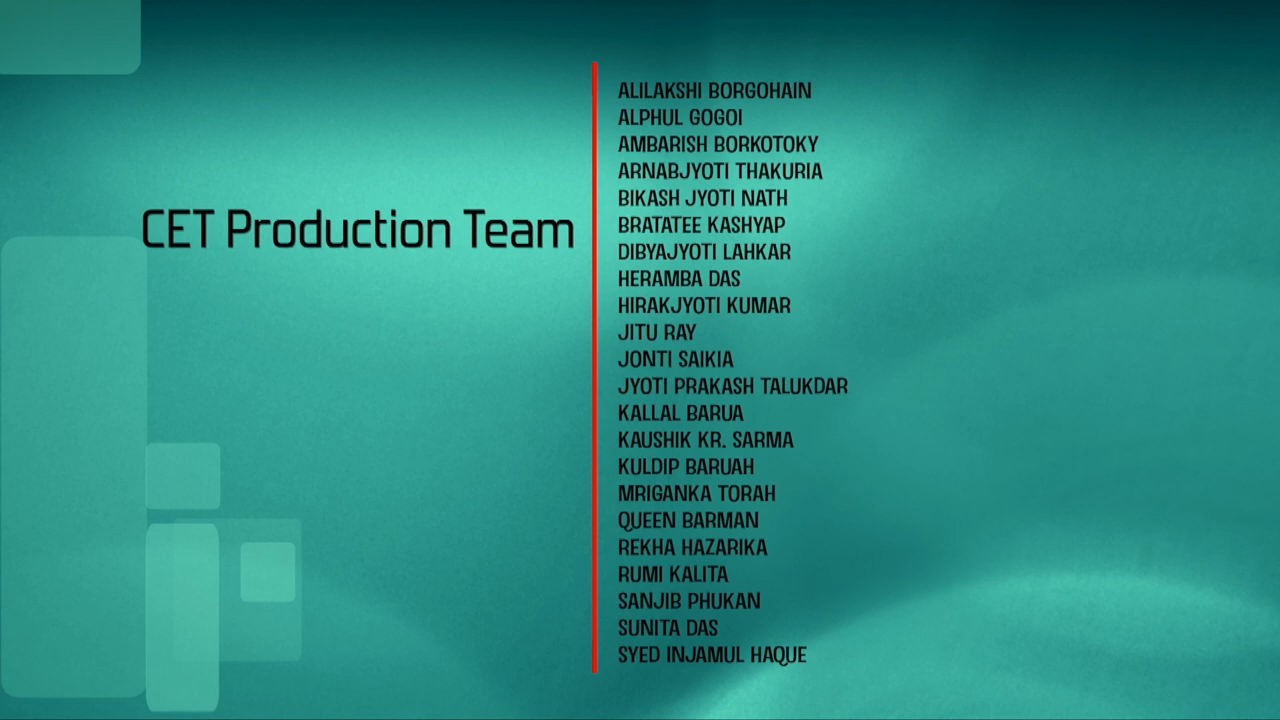 CET Production Team
ALILAKSHI BORGOHAIN
ALPHUL GOGOI
AMBARISH BORKOTOKY
ARNABJYOTI THAKURIA
BIKASH JYOTI NATH
BRATATEE KASHYAP
DIBYAJYOTI LAHKAR
HERAMBA DAS
HIRAKJYOTI KUMAR
JITU RAY
JONTI SAIKIA
JYOTI PRAKASH TALUKDAR
KALLAL BARUA
KAUSHIK KR. SARMA
KULDIP BARUAH
MRIGANKA TORAH
QUEEN BARMAN
REKHA HAZARIKA
RUMI KALITA
SANJIB PHUKAN
SUNITA DAS
SYED INJAMUL HAQUE